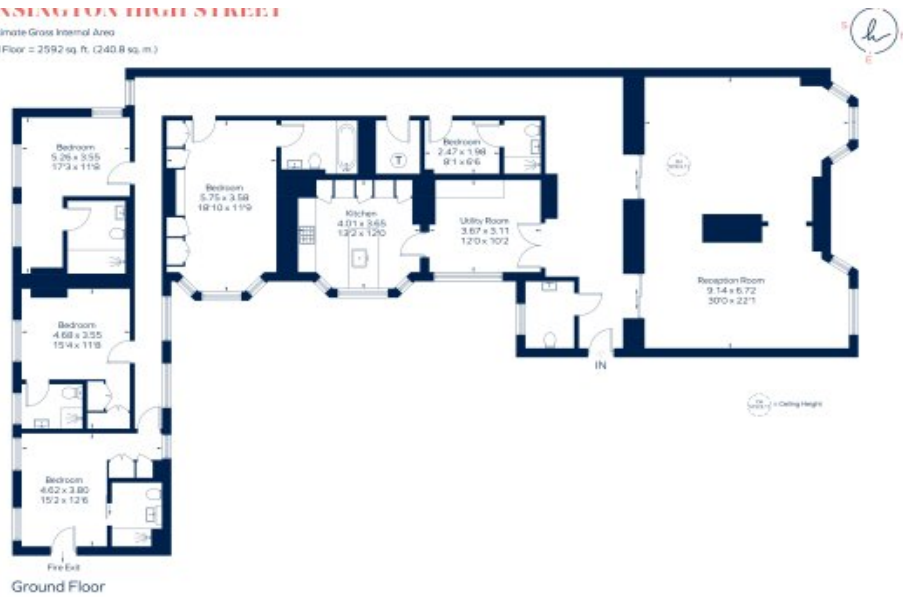 NSINGTON HIGH STREET
imate Gross Internal Area
Floor = 2592 sq. ft. (240.8 sq. m.)
Bedroom
5.26 x 3.55
17'3 x 11'8
Bedroom
5.75 x 3.58
18'10 x 11'9
T
Bedroom
2.47 x 1.98
8'1 x 6'6
Kitchen
4.01 x 3.65
13'2 x 12'0
Utility Room
3.67 x 3.11
12'0 x 10'2
Reception Room
9.14 x 6.72
30'0 x 22'1
Bedroom
4.68 x 3.55
15'4 x 11'8
IN
= Ceiling Height
Bedroom
4.62 x 3.80
15'2 x 12'6
Fire Exit
Ground Floor